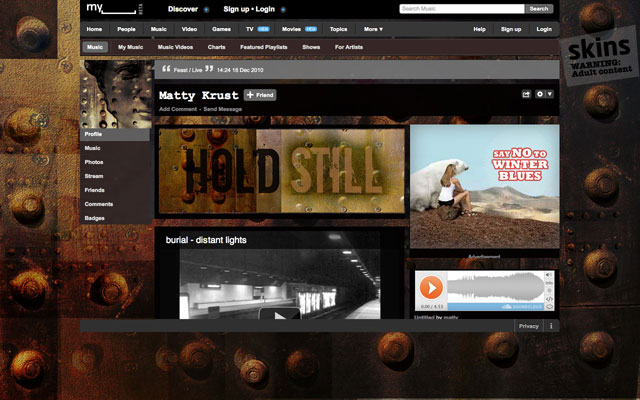 my
BETA
Discover Sign up • Login
Search Music Search
Home People Music Video Games TV NEW Movies NEW Topics More ▾ Help Sign up Login
Music My Music Music Videos Charts Featured Playlists Shows For Artists
skins
WARNING:
Adult content
“ Feast / Live ” 14:24 18 Dec 2010
Matty Krust + Friend
Add Comment - Send Message
Profile
Music
Photos
Stream
Friends
Comments
Badges
HOLD STILL
SAY NO TO
WINTER
BLUES
Advertisement
burial - distant lights
0.00 / 4.53
SOUNDCLOUD
Untitled by matty
Privacy